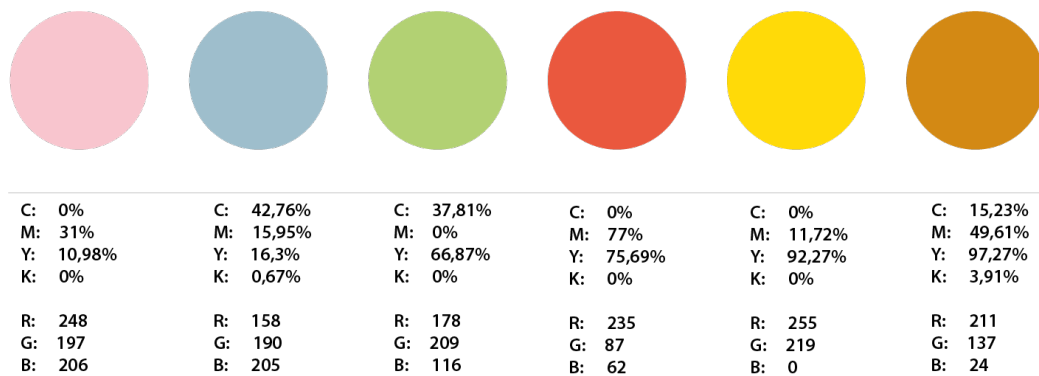 C: 0%
M: 31%
Y: 10,98%
K: 0%
R: 248
G: 197
B: 206
C: 42,76%
M: 15,95%
Y: 16,3%
K: 0,67%
R: 158
G: 190
B: 205
C: 37,81%
M: 0%
Y: 66,87%
K: 0%
R: 178
G: 209
B: 116
C: 0%
M: 77%
Y: 75,69%
K: 0%
R: 235
G: 87
B: 62
C: 0%
M: 11,72%
Y: 92,27%
K: 0%
R: 255
G: 219
B: 0
C: 15,23%
M: 49,61%
Y: 97,27%
K: 3,91%
R: 211
G: 137
B: 24